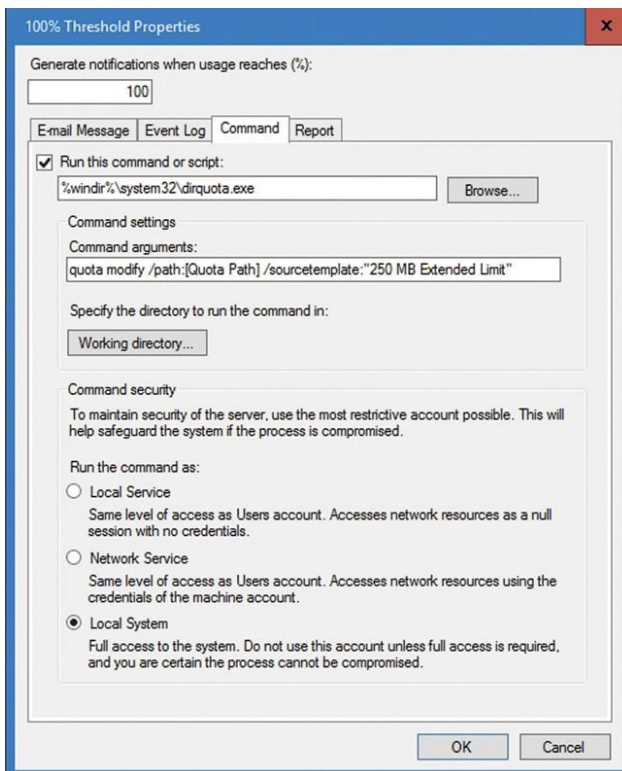 100% Threshold Properties
x
Generate notifications when usage reaches (%):
100
E-mail Message Event Log Command Report
Run this command or script:
%windir%\system32\dirquota.exe Browse...
Command settings
Command arguments:
quota modify /path:[Quota Path] /sourcetemplate:"250 MB Extended Limit"
Specify the directory to run the command in:
Working directory...
Command security
To maintain security of the server, use the most restrictive account possible. This will
help safeguard the system if the process is compromised.
Run the command as:
Local Service
Same level of access as Users account. Accesses network resources as a null
session with no credentials.
Network Service
Same level of access as Users account. Accesses network resources using the
credentials of the machine account.
Local System
Full access to the system. Do not use this account unless full access is required,
and you are certain the process cannot be compromised.
OK Cancel